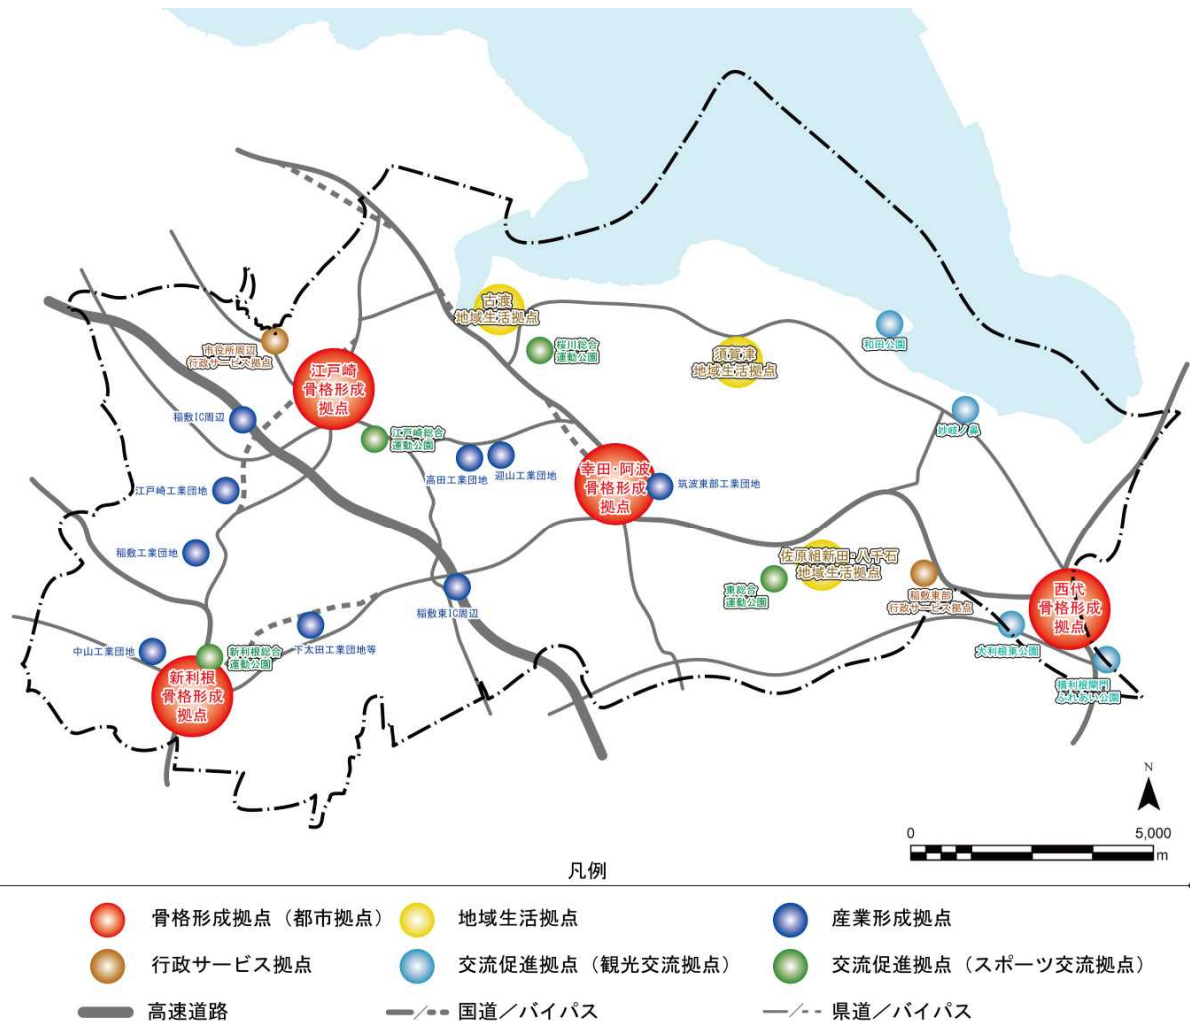 古渡
地域生活拠点
市役所周辺
行政サービス拠点
桜川総合
運動公園
須賀津
地域生活拠点
和田公園
江戸崎
骨格形成
拠点
稲敷IC周辺
江戸崎総合
運動公園
妙岐ノ鼻
高田工業団地
迎山工業団地
幸田・阿波
骨格形成
拠点
筑波東部工業団地
江戸崎工業団地
稲敷工業団地
佐原組新田・八千石
地域生活拠点
東総合
運動公園
稲敷東部
行政サービス拠点
西代
骨格形成
拠点
稲敷東IC周辺
大利根東公園
中山工業団地
新利根総合
運動公園
下太田工業団地等
横利根閘門
ふれあい公園
新利根
骨格形成
拠点
N
0
5,000
m
凡例
骨格形成拠点（都市拠点）
地域生活拠点
産業形成拠点
行政サービス拠点
交流促進拠点（観光交流拠点）
交流促進拠点（スポーツ交流拠点）
高速道路
国道／バイパス
県道／バイパス